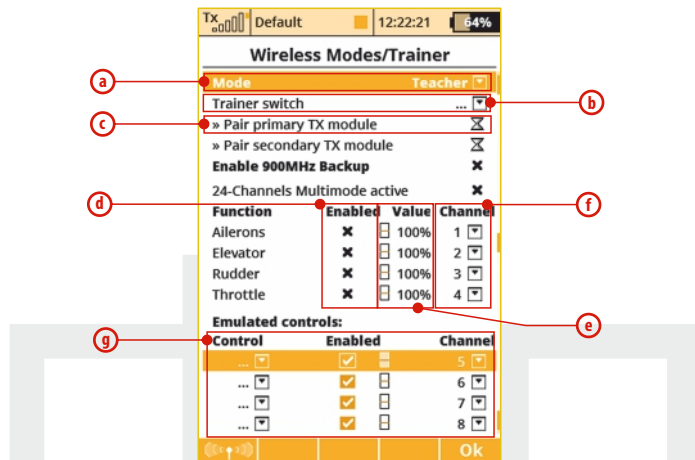 Tx Default 12:22:21 64%
Wireless Modes/Trainer
a Mode Teacher
Trainer switch ... b
c » Pair primary TX module
» Pair secondary TX module
Enable 900MHz Backup
24-Channels Multimode active
d f
Function Enabled Value Channel
Ailerons 100% 1
Elevator 100% 2
Rudder 100% 3
Throttle 100% 4
e
Emulated controls:
g Control Enabled Channel
... 5
... 6
... 7
... 8
Ok